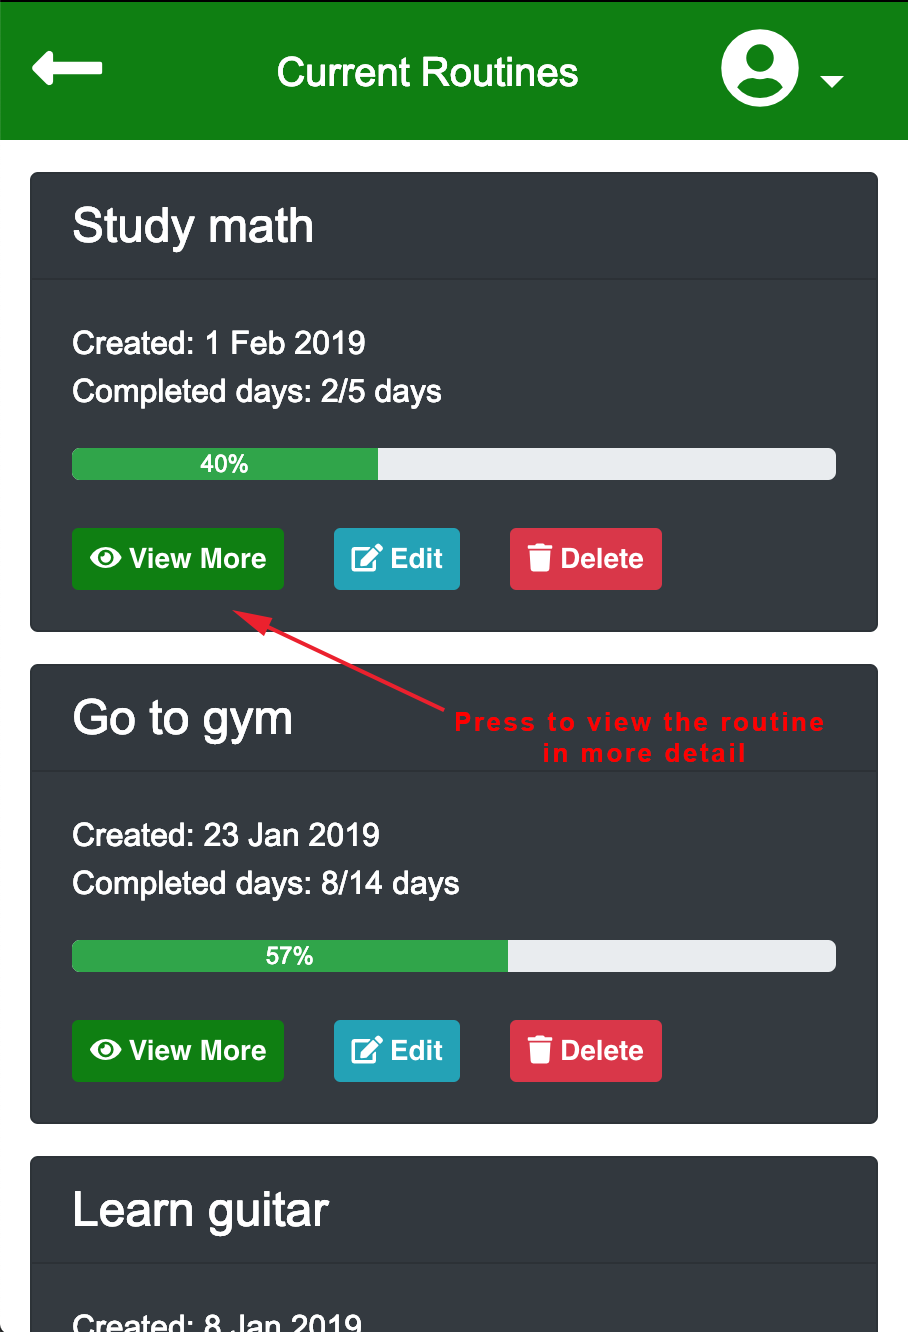 Current Routines
Study math
Created: 1 Feb 2019
Completed days: 2/5 days
40%
View More Edit Delete
Go to gym
Press to view the routine
in more detail
Created: 23 Jan 2019
Completed days: 8/14 days
57%
View More Edit Delete
Learn guitar
Created: 8 Jan 2019